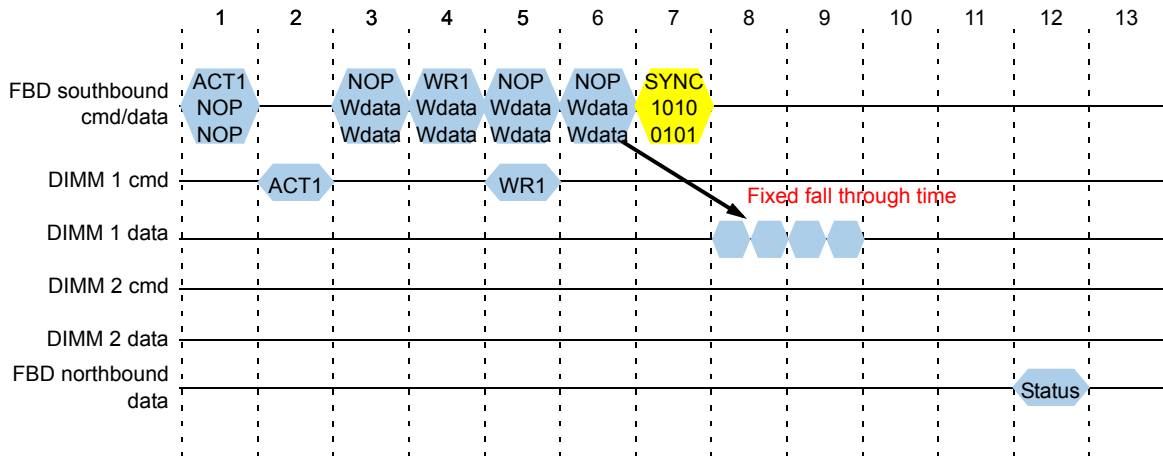 1 2 3 4 5 6 7 8 9 10 11 12 13
FBD southbound
cmd/data
ACT1
NOP
NOP
NOP
Wdata
Wdata
WR1
Wdata
Wdata
NOP
Wdata
Wdata
NOP
Wdata
Wdata
SYNC
1010
0101
DIMM 1 cmd
ACT1
WR1
Fixed fall through time
DIMM 1 data
DIMM 2 cmd
DIMM 2 data
FBD northbound
data
Status